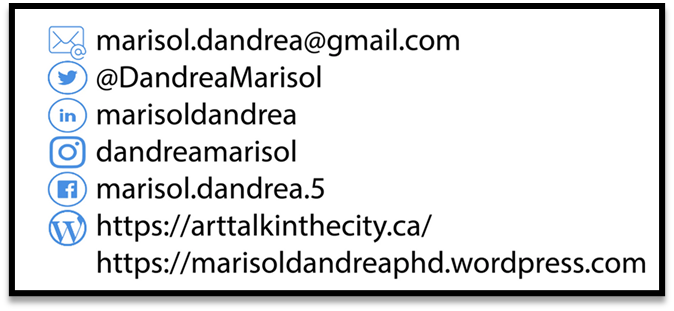 marisol.dandrea@gmail.com
@DandreaMarisol
marisoldandrea
dandreamarisol
marisol.dandrea.5
https://arttalkinthecity.ca/
https://marisoldandreaphd.wordpress.com